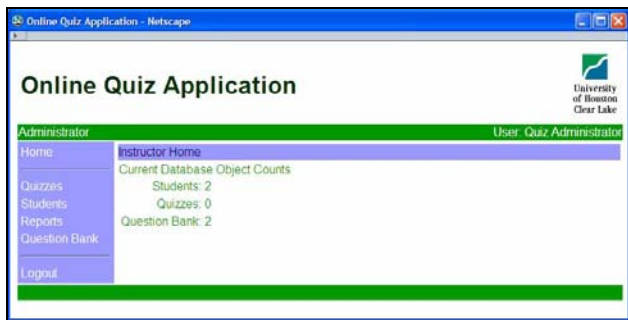 Online Quiz Application - Netscape
Online Quiz Application
University
of Houston
Clear Lake
Administrator
User: Quiz Administrator
Home
Instructor Home
Current Database Object Counts
Quizzes
Students: 2
Students
Quizzes: 0
Reports
Question Bank: 2
Question Bank
Logout